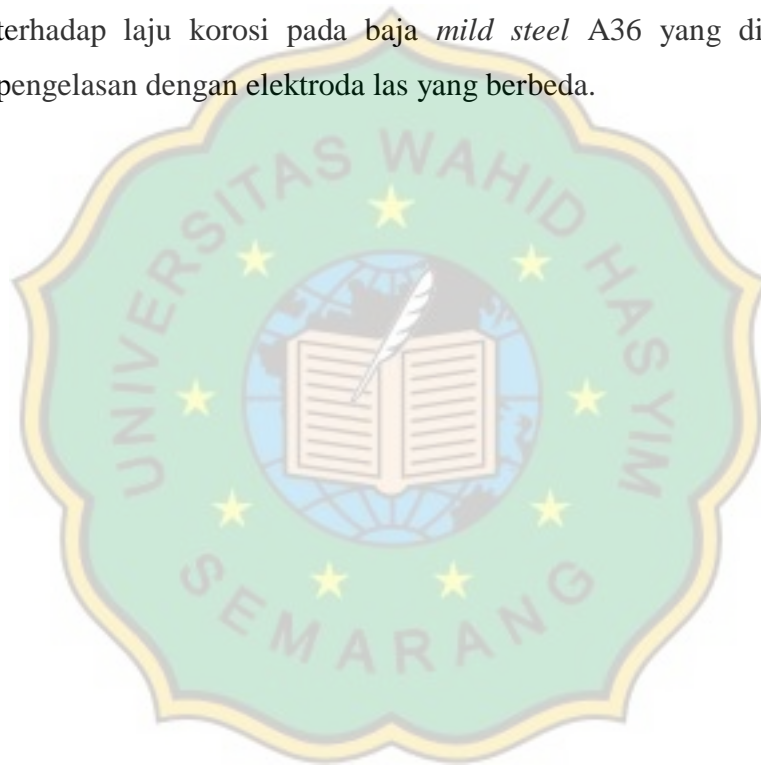 terhadap laju korosi pada baja mild steel A36 yang di
pengelasan dengan elektroda las yang berbeda.
UNIVERSITAS WAHID HASYIM
SEMARANG